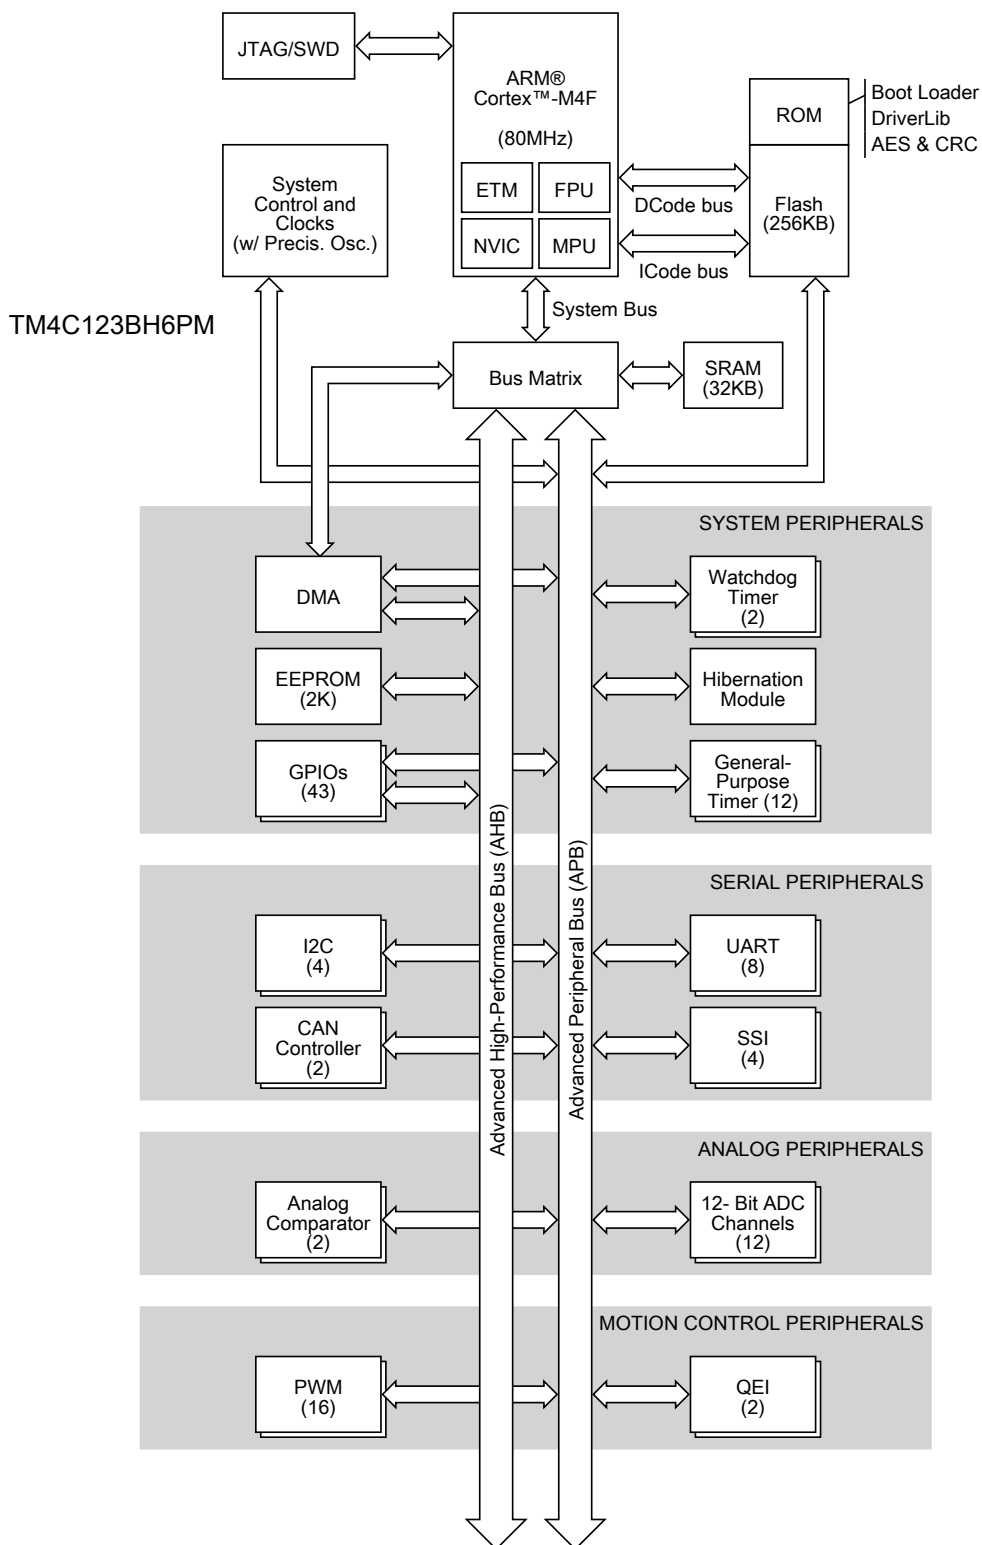 JTAG/SWD
ARM®
Cortex™-M4F
(80MHz)
ETM
FPU
NVIC
MPU
ROM
Boot Loader
DriverLib
AES & CRC
Flash
(256KB)
DCode bus
ICode bus
System
Control and
Clocks
(w/ Precis. Osc.)
TM4C123BH6PM
System Bus
Bus Matrix
SRAM
(32KB)
SYSTEM PERIPHERALS
DMA
Watchdog
Timer
(2)
EEPROM
(2K)
Hibernation
Module
GPIOs
(43)
General-
Purpose
Timer (12)
Advanced High-Performance Bus (AHB)
Advanced Peripheral Bus (APB)
SERIAL PERIPHERALS
I2C
(4)
UART
(8)
CAN
Controller
(2)
SSI
(4)
ANALOG PERIPHERALS
Analog
Comparator
(2)
12- Bit ADC
Channels
(12)
MOTION CONTROL PERIPHERALS
PWM
(16)
QEI
(2)